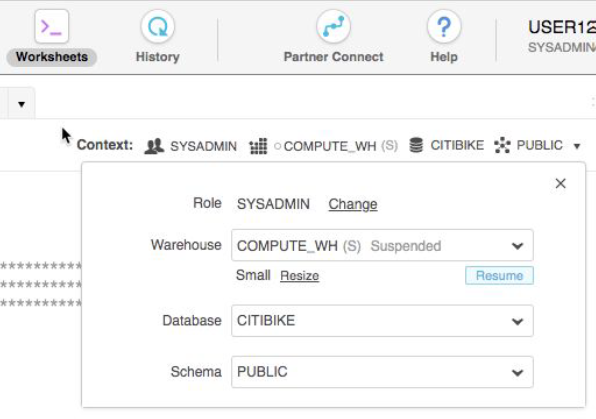 Worksheets History Partner Connect Help USER12
SYSADMIN
Context: SYSADMIN COMPUTE_WH (S) CITIBIKE PUBLIC
Role SYSADMIN Change
Warehouse COMPUTE_WH (S) Suspended
Small Resize Resume
Database CITIBIKE
***********
***********
***********
Schema PUBLIC